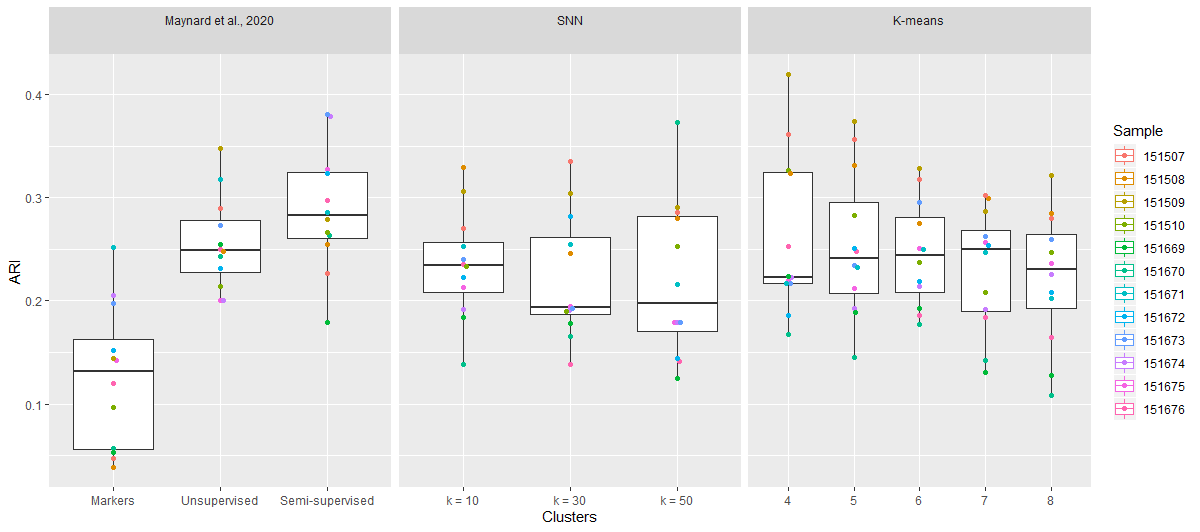 Maynard et al., 2020
SNN
K-means
ARI
0.4
0.3
0.2
0.1
Markers
Unsupervised
Semi-supervised
k = 10
k = 30
k = 50
4
5
6
7
8
Clusters
Sample
151507
151508
151509
151510
151669
151670
151671
151672
151673
151674
151675
151676